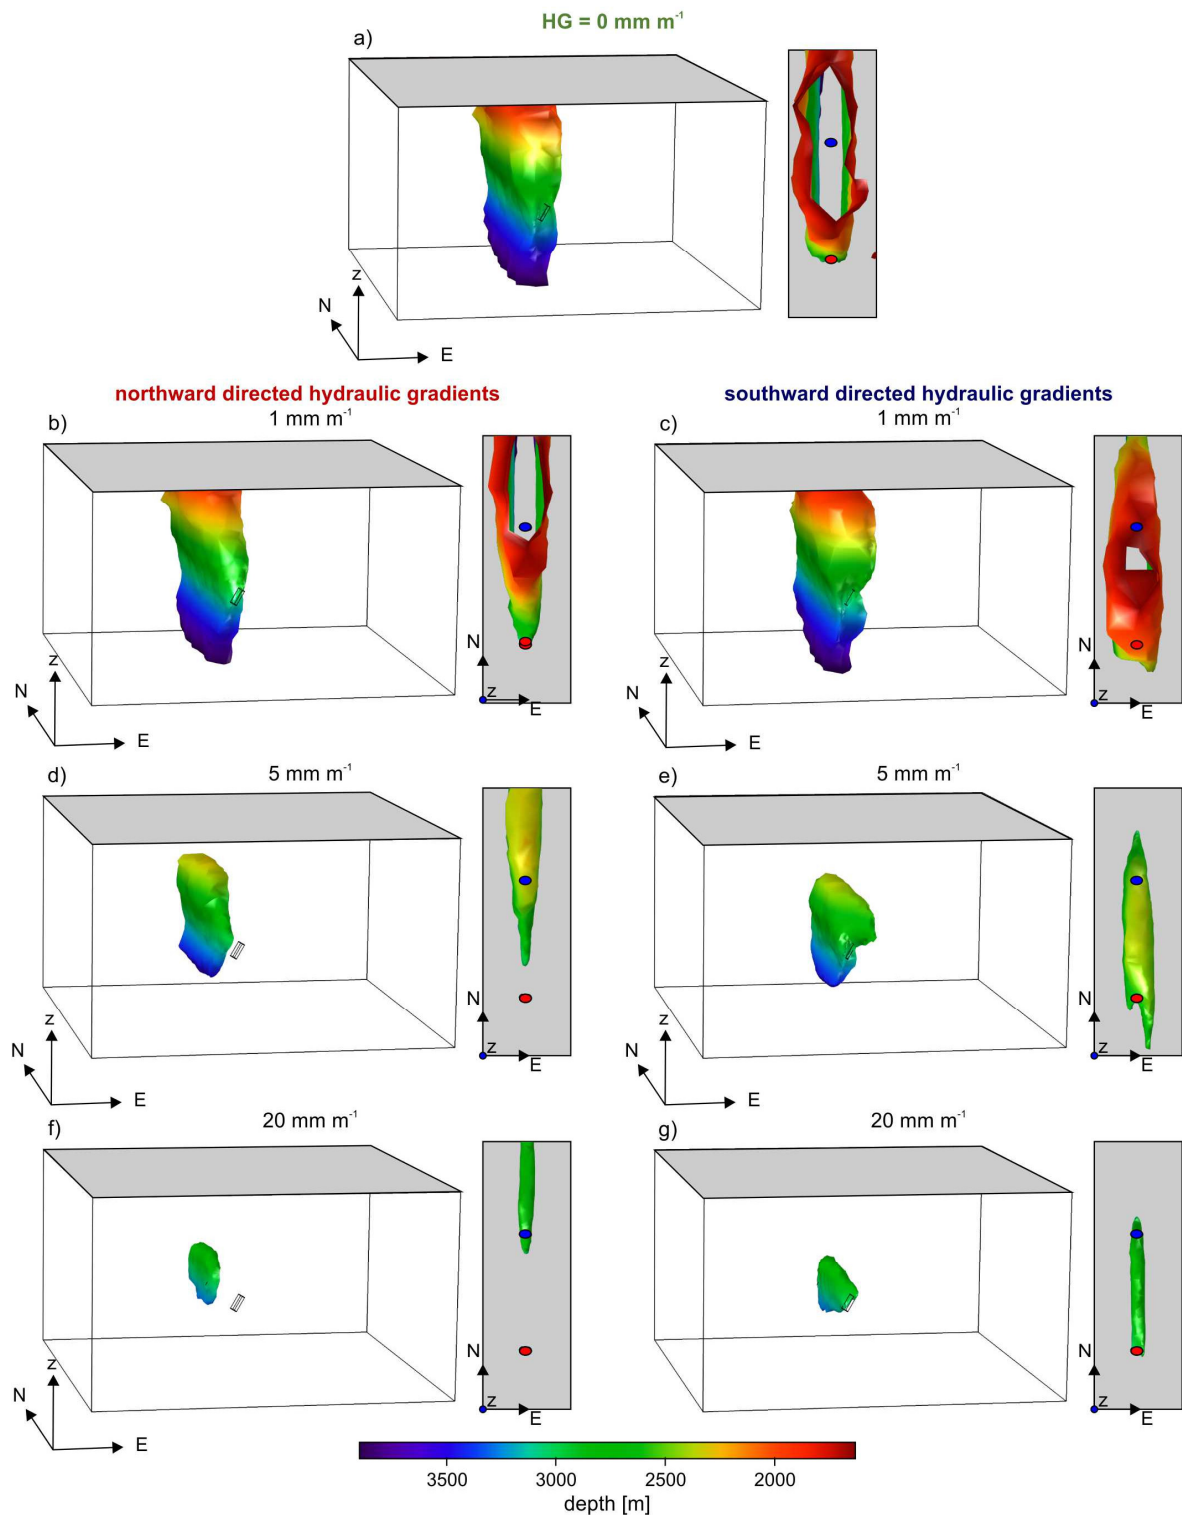 HG = 0 mm m⁻¹
a)
z
N
E
northward directed hydraulic gradients
southward directed hydraulic gradients
b)
1 mm m⁻¹
c)
1 mm m⁻¹
N
z
E
z
N
E
N
z
E
z
N
E
d)
5 mm m⁻¹
e)
5 mm m⁻¹
N
z
E
z
N
E
N
z
E
z
N
E
f)
20 mm m⁻¹
g)
20 mm m⁻¹
N
z
E
z
N
E
N
z
E
z
N
E
3500 3000 2500 2000
depth [m]